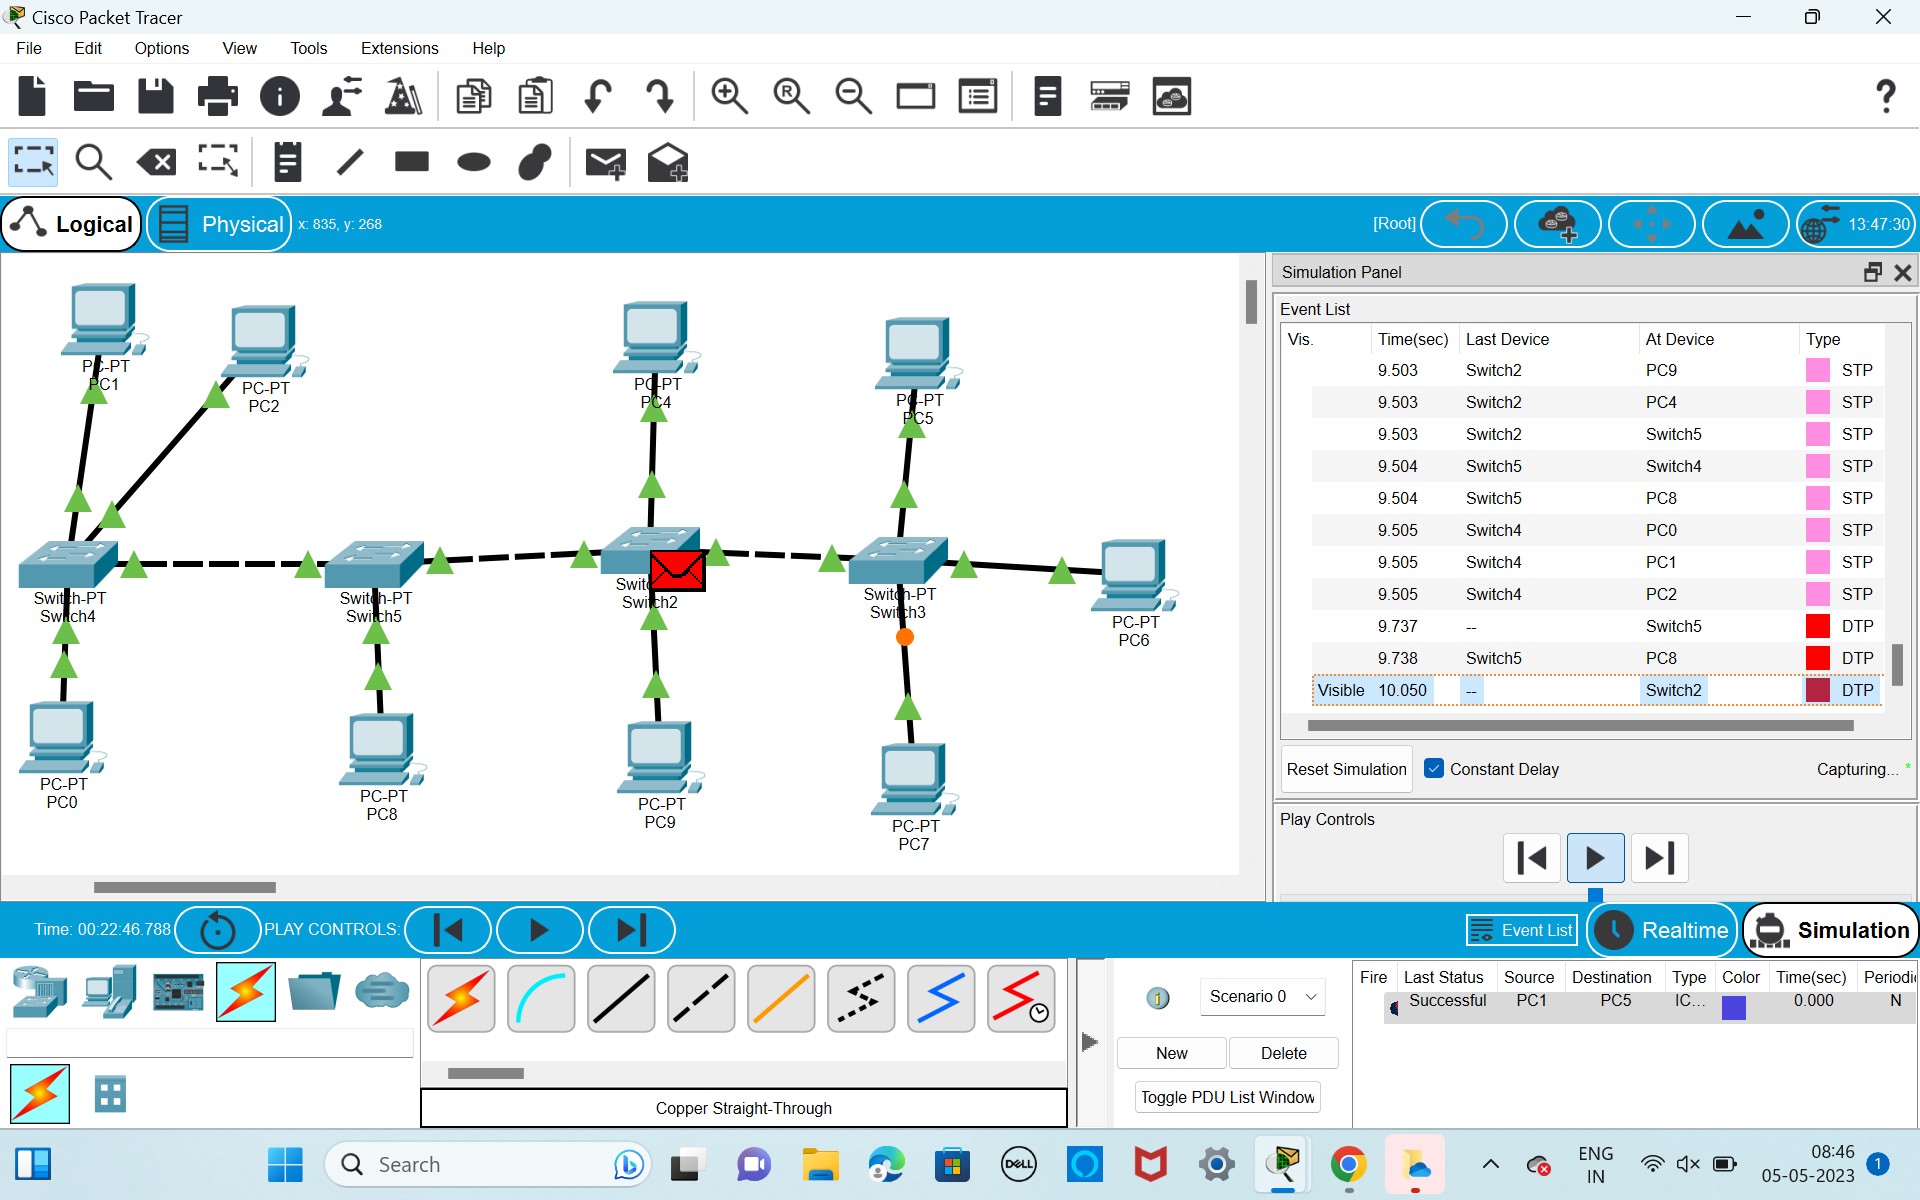 Cisco Packet Tracer
File Edit Options View Tools Extensions Help
Logical Physical x: 835, y: 268 [Root] 13:47:30
PC-PT
PC1
PC-PT
PC2
PC-PT
PC4
PC-PT
PC5
Switch-PT
Switch4
Switch-PT
Switch5
Switch2
Switch-PT
Switch3
PC-PT
PC6
PC-PT
PC0
PC-PT
PC8
PC-PT
PC9
PC-PT
PC7
Simulation Panel
Event List
Vis. Time(sec) Last Device At Device Type
9.503 Switch2 PC9 STP
9.503 Switch2 PC4 STP
9.503 Switch2 Switch5 STP
9.504 Switch5 Switch4 STP
9.504 Switch5 PC8 STP
9.505 Switch4 PC0 STP
9.505 Switch4 PC1 STP
9.505 Switch4 PC2 STP
9.737 -- Switch5 DTP
9.738 Switch5 PC8 DTP
Visible 10.050 -- Switch2 DTP
Reset Simulation Constant Delay Capturing... *
Play Controls
Time: 00:22:46.788 PLAY CONTROLS: Event List Realtime Simulation
Copper Straight-Through
Scenario 0
New Delete
Toggle PDU List Window
Fire Last Status Source Destination Type Color Time(sec) Periodic
Successful PC1 PC5 IC... 0.000 N
Search
DELL
ENG
IN
08:46
05-05-2023
1